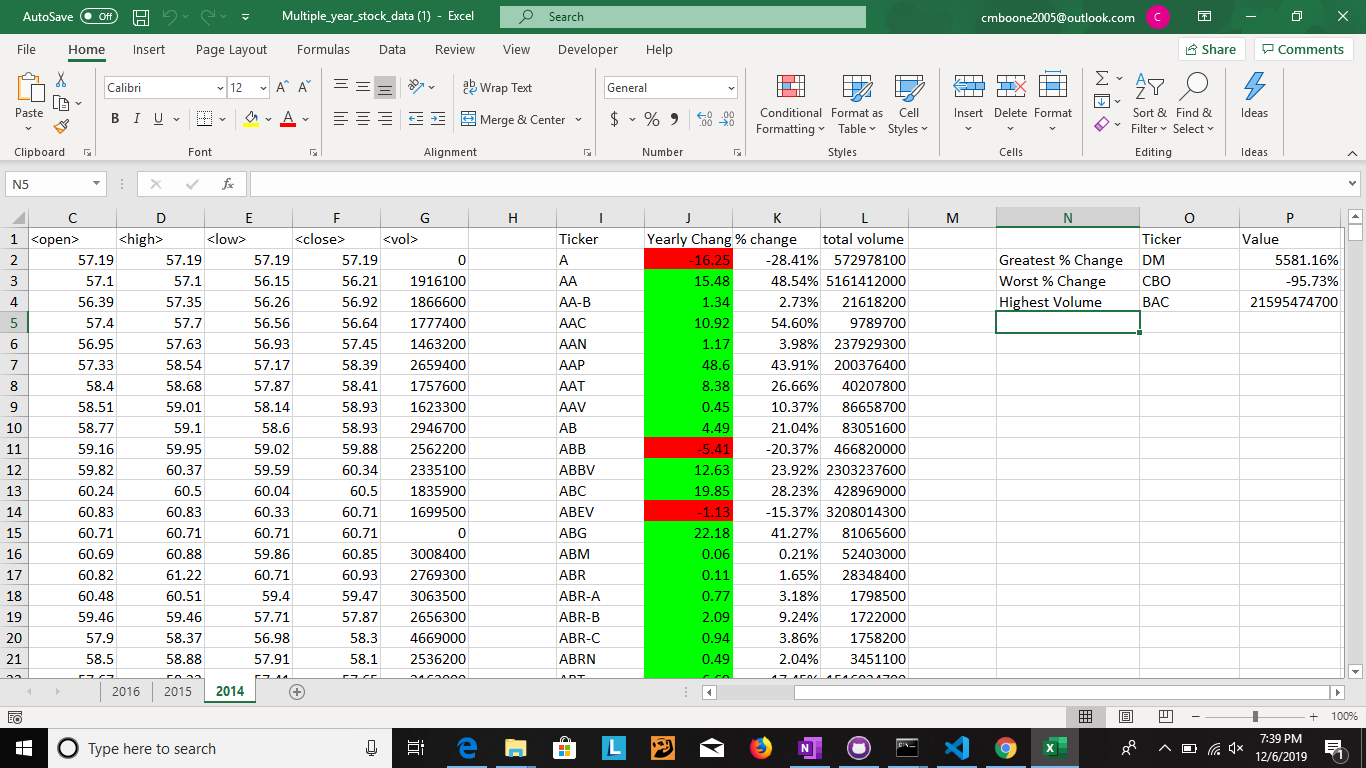 AutoSave Off Multiple_year_stock_data (1) - Excel Search cmboone2005@outlook.com C
File Home Insert Page Layout Formulas Data Review View Developer Help Share Comments
Paste Calibri 12 A A ab Wrap Text General Conditional Formatting Format as Table Cell Styles Insert Delete Format Sort & Filter Find & Select Ideas
B I U A Merge & Center $ % , .00
Clipboard Font Alignment Number Styles Cells Editing Ideas
N5 fx
C D E F G H I J K L M N O P
1 <open> <high> <low> <close> <vol> Ticker Yearly Chang % change total volume Ticker Value
2 57.19 57.19 57.19 57.19 0 A -16.25 -28.41% 572978100 Greatest % Change DM 5581.16%
3 57.1 57.1 56.15 56.21 1916100 AA 15.48 48.54% 5161412000 Worst % Change CBO -95.73%
4 56.39 57.35 56.26 56.92 1866600 AA-B 1.34 2.73% 21618200 Highest Volume BAC 21595474700
5 57.4 57.7 56.56 56.64 1777400 AAC 10.92 54.60% 9789700
6 56.95 57.63 56.93 57.45 1463200 AAN 1.17 3.98% 237929300
7 57.33 58.54 57.17 58.39 2659400 AAP 48.6 43.91% 200376400
8 58.4 58.68 57.87 58.41 1757600 AAT 8.38 26.66% 40207800
9 58.51 59.01 58.14 58.93 1623300 AAV 0.45 10.37% 86658700
10 58.77 59.1 58.6 58.93 2946700 AB 4.49 21.04% 83051600
11 59.16 59.95 59.02 59.88 2562200 ABB -5.41 -20.37% 466820000
12 59.82 60.37 59.59 60.34 2335100 ABBV 12.63 23.92% 2303237600
13 60.24 60.5 60.04 60.5 1835900 ABC 19.85 28.23% 428969000
14 60.83 60.83 60.33 60.71 1699500 ABEV -1.13 -15.37% 3208014300
15 60.71 60.71 60.71 60.71 0 ABG 22.18 41.27% 81065600
16 60.69 60.88 59.86 60.85 3008400 ABM 0.06 0.21% 52403000
17 60.82 61.22 60.71 60.93 2769300 ABR 0.11 1.65% 28348400
18 60.48 60.51 59.4 59.47 3063500 ABR-A 0.77 3.18% 1798500
19 59.46 59.46 57.71 57.87 2656300 ABR-B 2.09 9.24% 1722000
20 57.9 58.37 56.98 58.3 4669000 ABR-C 0.94 3.86% 1758200
21 58.5 58.88 57.91 58.1 2536200 ABRN 0.49 2.04% 3451100
2016 2015 2014
100%
Type here to search L N 7:39 PM
12/6/2019 1